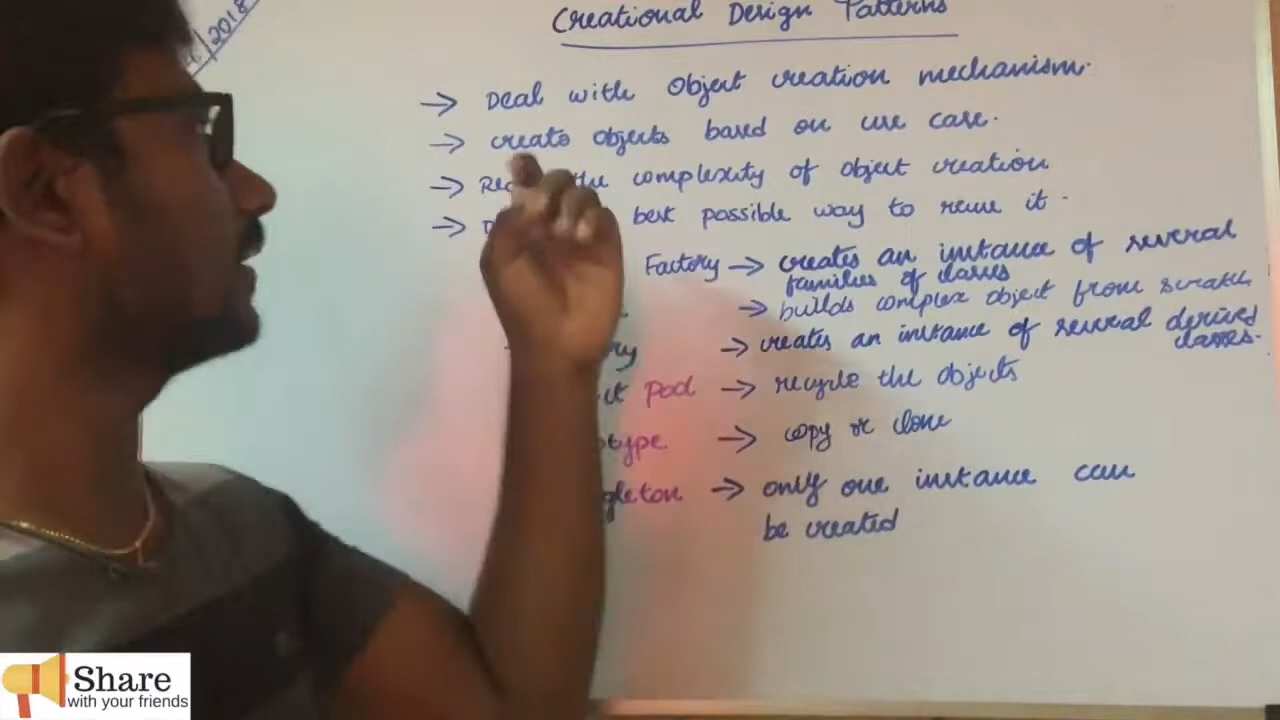 2018
Creational Design Patterns
→ Deal with object creation mechanism.
→ create objects based on use case.
→ the complexity of object creation
→ best possible way to reuse it.
Factory → creates an instance of several
families of classes
→ builds complex object from scratch
→ creates an instance of several derived
classes.
Pool → recycle the objects
→ copy or clone
→ only one instance can
be created
Share
with your friends